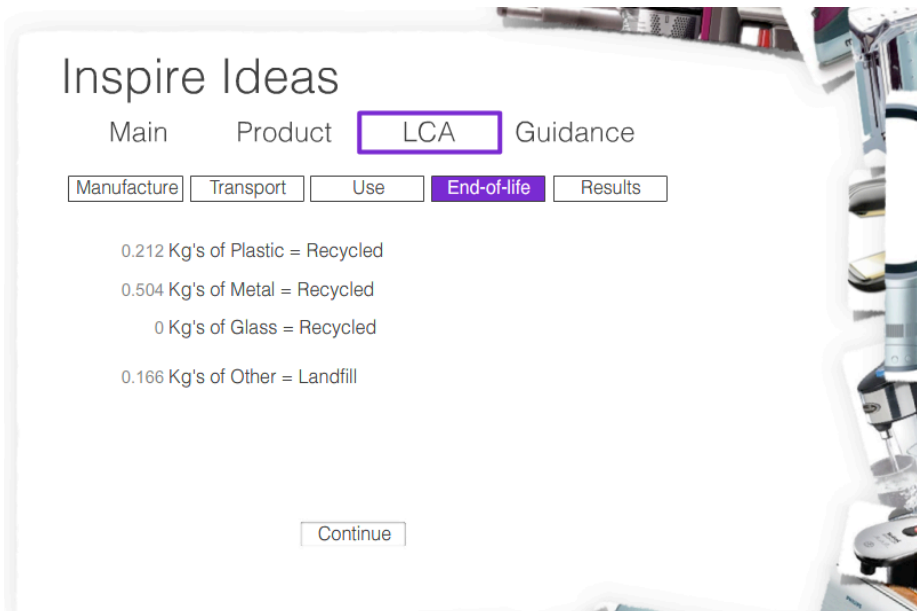 Inspire Ideas
Main Product LCA Guidance
Manufacture Transport Use End-of-life Results
0.212 Kg's of Plastic = Recycled
0.504 Kg's of Metal = Recycled
0 Kg's of Glass = Recycled
0.166 Kg's of Other = Landfill
Continue